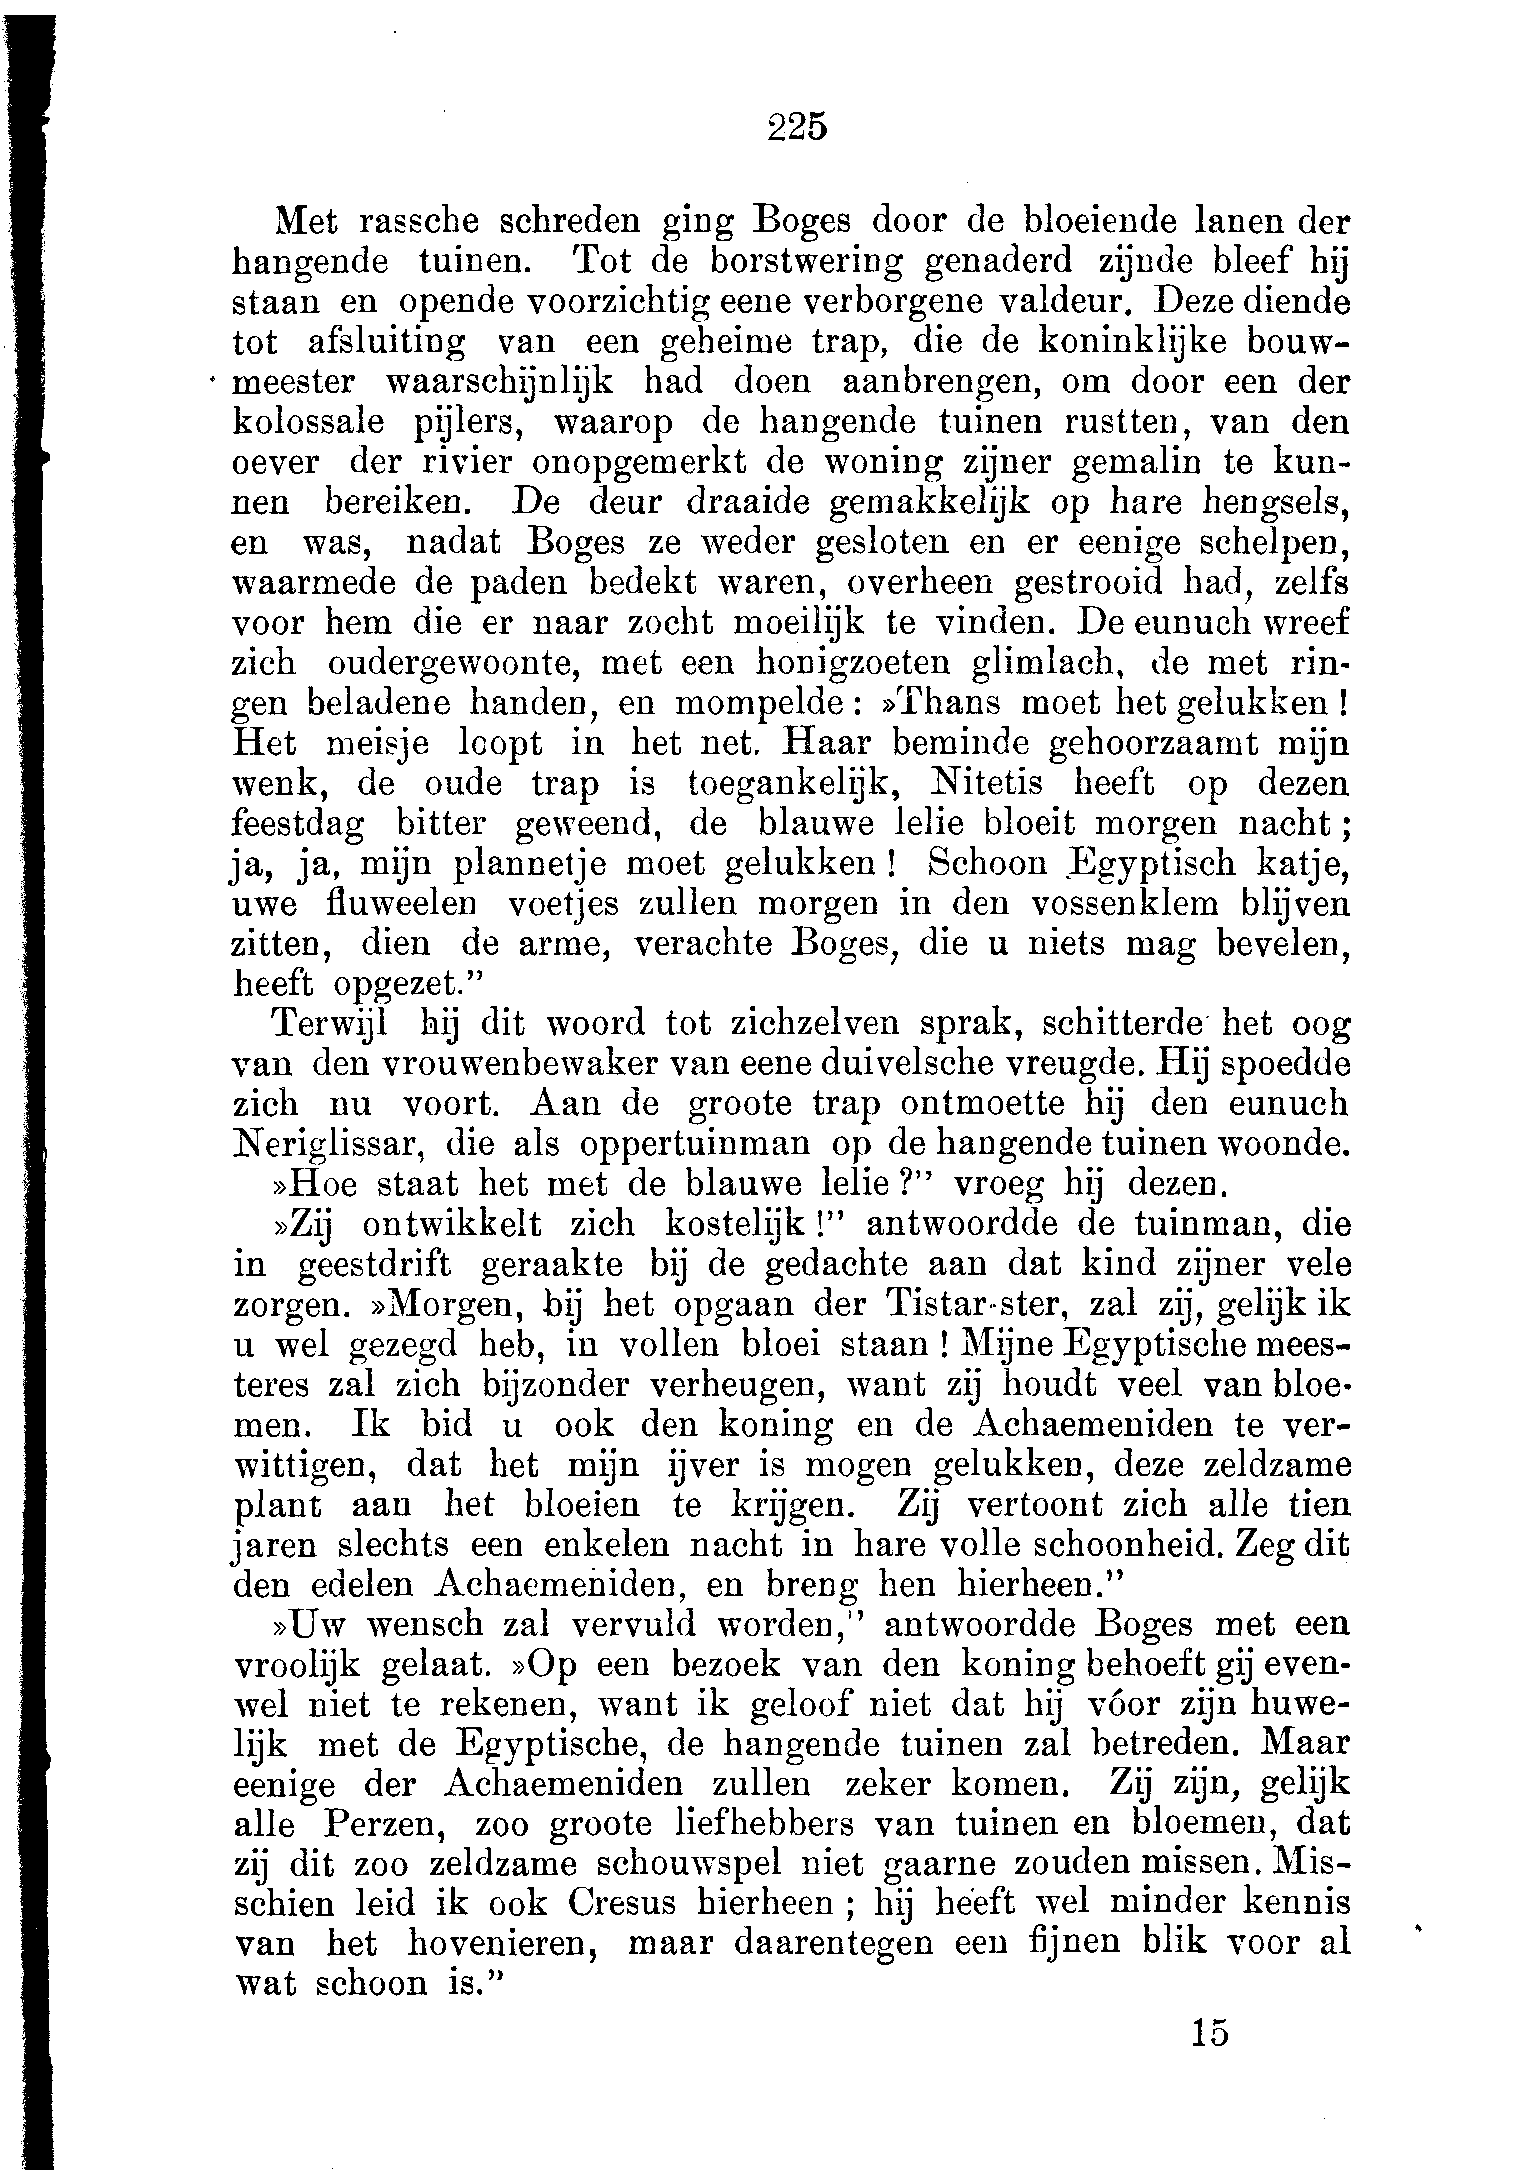 225
Met rassche schreden ging Boges door de bloeiende lanen der
hangende tuinen. Tot de borstwering genaderd zijnde bleef hij
staan en opende voorzichtig eene verborgene valdeur. Deze diende
tot afsluiting van een geheime trap, die de koninklijke bouw-
meester waarschijnlijk had doen aanbrengen, om door een der
kolossale pijlers, waarop de hangende tuinen rustten, van den
oever der rivier onopgemerkt de woning zijner gemalin te kun-
nen bereiken. De deur draaide gemakkelijk op hare hengsels,
en was, nadat Boges ze weder gesloten en er eenige schelpen,
waarmede de paden bedekt waren, overheen gestrooid had, zelfs
voor hem die er naar zocht moeilijk te vinden. De eunuch wreef
zich oudergewoonte, met een honigzoeten glimlach, de met rin-
gen beladene handen, en mompelde: »Thans moet het gelukken!
Het meisje loopt in het net. Haar beminde gehoorzaamt mijn
wenk, de oude trap is toegankelijk, Nitetis heeft op dezen
feestdag bitter geweend, de blauwe lelie bloeit morgen nacht;
ja, ja, mijn plannetje moet gelukken! Schoon Egyptisch katje,
uwe fluweelen voetjes zullen morgen in den vossenklem blijven
zitten, dien de arme, verachte Boges, die u niets mag bevelen,
heeft opgezet.”
Terwijl hij dit woord tot zichzelven sprak, schitterde het oog
van den vrouwenbewaker van eene duivelsche vreugde. Hij spoedde
zich nu voort. Aan de groote trap ontmoette hij den eunuch
Neriglissar, die als oppertuinman op de hangende tuinen woonde.
»Hoe staat het met de blauwe lelie?” vroeg hij dezen.
»Zij ontwikkelt zich kostelijk!” antwoordde de tuinman, die
in geestdrift geraakte bij de gedachte aan dat kind zijner vele
zorgen. »Morgen, bij het opgaan der Tistar-ster, zal zij, gelijk ik
u wel gezegd heb, in vollen bloei staan! Mijne Egyptische mees-
teres zal zich bijzonder verheugen, want zij houdt veel van bloe-
men. Ik bid u ook den koning en de Achaemeniden te ver-
wittigen, dat het mijn ijver is mogen gelukken, deze zeldzame
plant aan het bloeien te krijgen. Zij vertoont zich alle tien
jaren slechts een enkelen nacht in hare volle schoonheid. Zeg dit
den edelen Achaemeniden, en breng hen hierheen.”
»Uw wensch zal vervuld worden,” antwoordde Boges met een
vroolijk gelaat. »Op een bezoek van den koning behoeft gij even-
wel niet te rekenen, want ik geloof niet dat hij vóor zijn huwe-
lijk met de Egyptische, de hangende tuinen zal betreden. Maar
eenige der Achaemeniden zullen zeker komen. Zij zijn, gelijk
alle Perzen, zoo groote liefhebbers van tuinen en bloemen, dat
zij dit zoo zeldzame schouwspel niet gaarne zouden missen. Mis-
schien leid ik ook Cresus hierheen; hij heeft wel minder kennis
van het hovenieren, maar daarentegen een fijnen blik voor al
wat schoon is.”
15